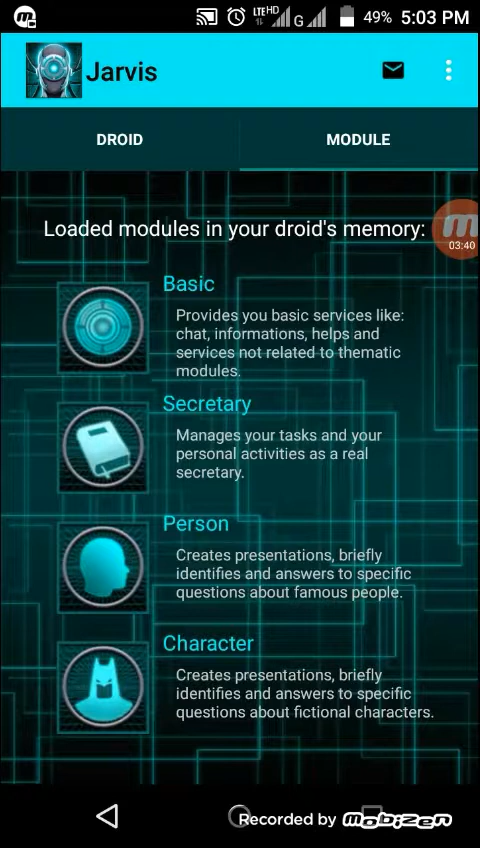 LTE HD G 49% 5:03 PM
Jarvis
DROID MODULE
Loaded modules in your droid's memory:
03:40
Basic
Provides you basic services like:
chat, informations, helps and
services not related to thematic
modules.
Secretary
Manages your tasks and your
personal activities as a real
secretary.
Person
Creates presentations, briefly
identifies and answers to specific
questions about famous people.
Character
Creates presentations, briefly
identifies and answers to specific
questions about fictional characters.
Recorded by Mobizen